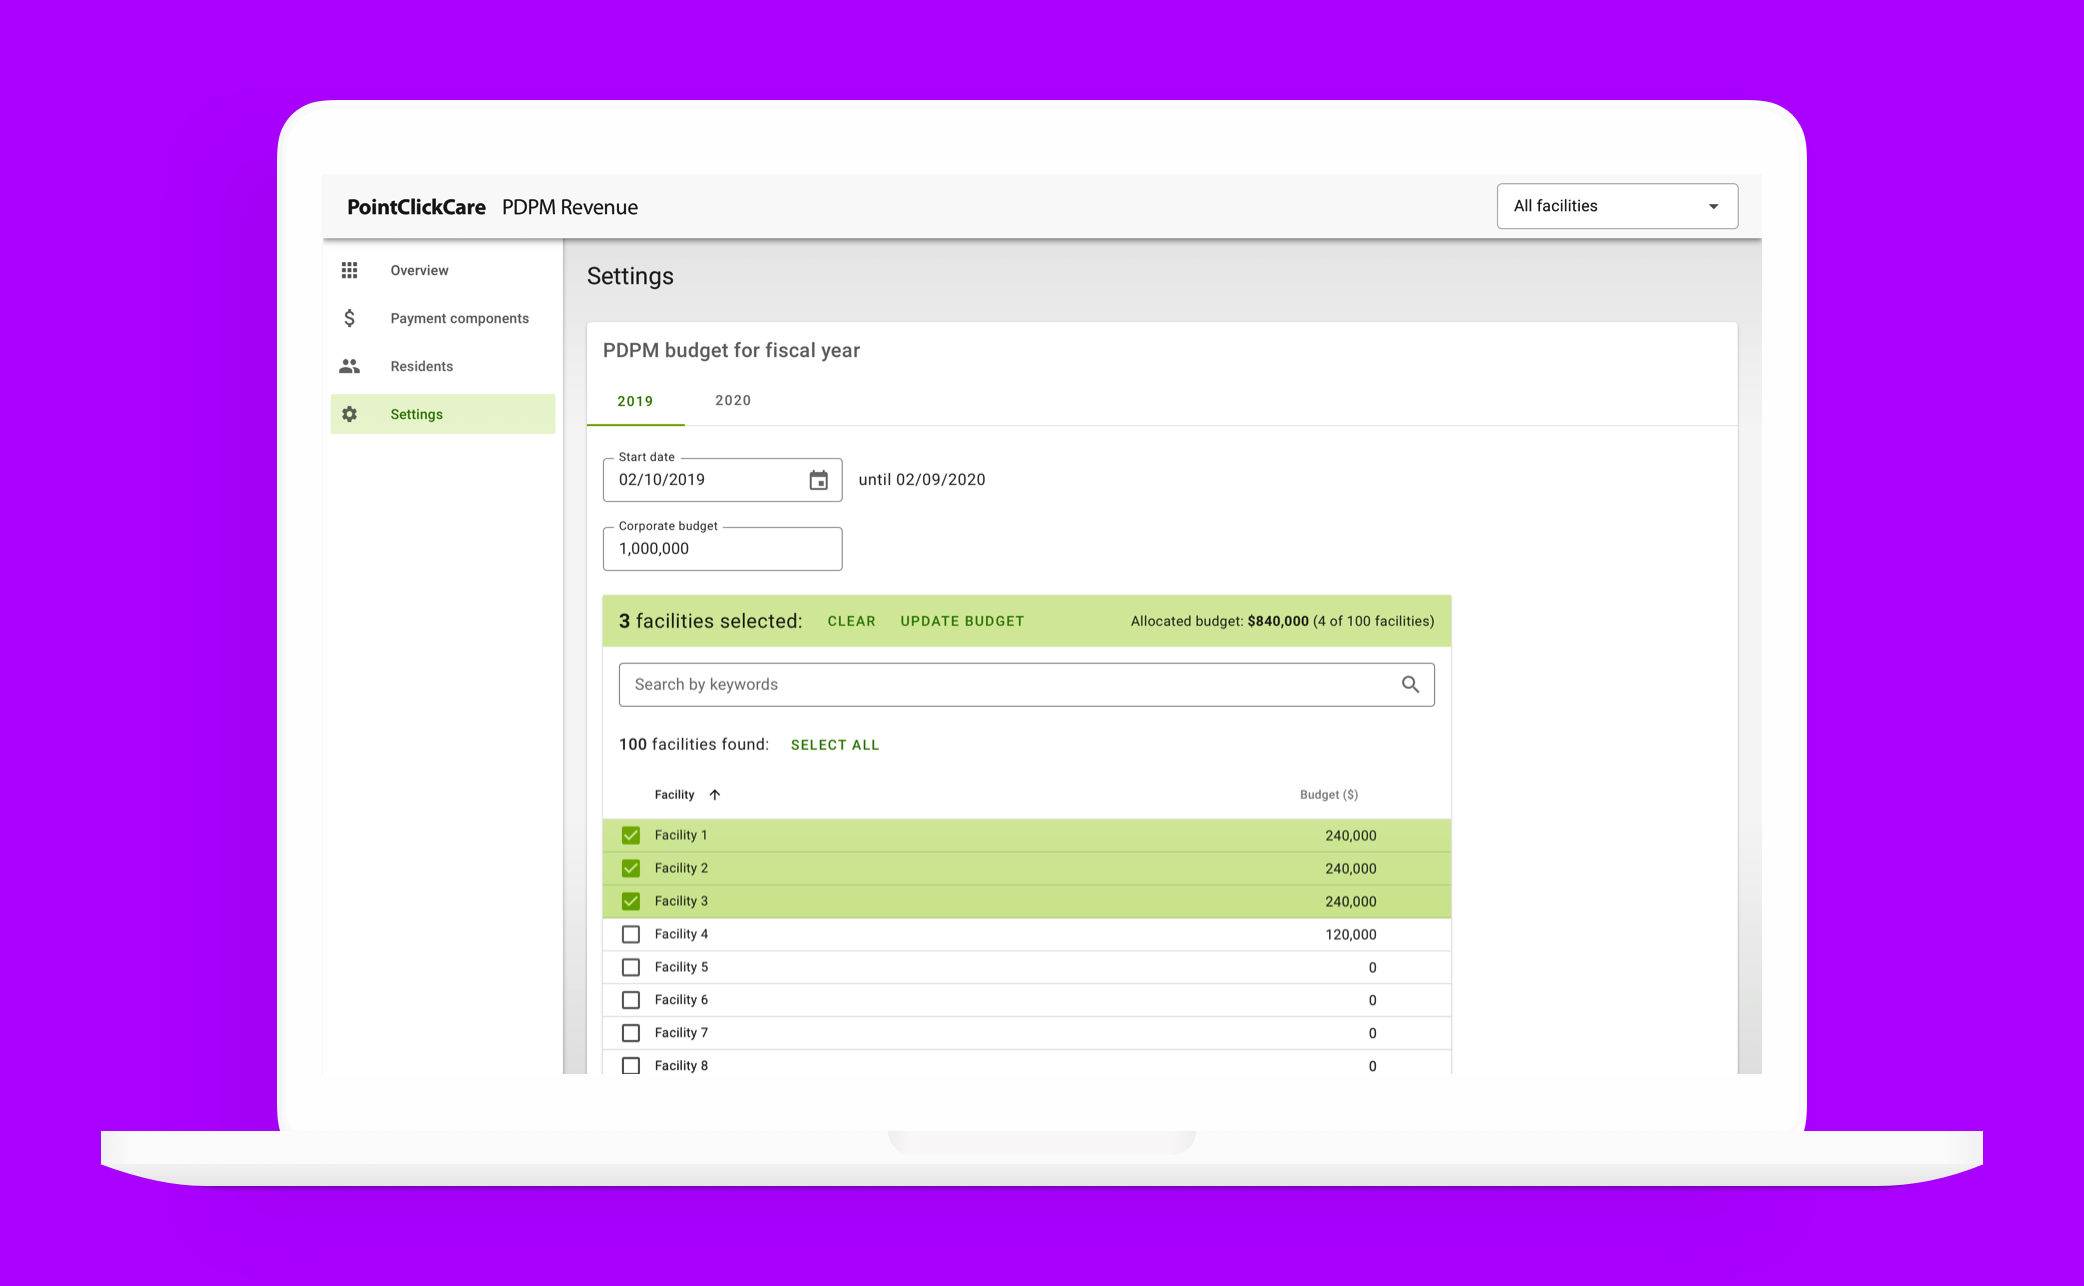 PointClickCare PDPM Revenue
All facilities
Overview
Payment components
Residents
Settings
Settings
PDPM budget for fiscal year
2019 2020
Start date
02/10/2019 until 02/09/2020
Corporate budget
1,000,000
3 facilities selected: CLEAR UPDATE BUDGET Allocated budget: $840,000 (4 of 100 facilities)
Search by keywords
100 facilities found: SELECT ALL
Facility Budget ($)
Facility 1 240,000
Facility 2 240,000
Facility 3 240,000
Facility 4 120,000
Facility 5 0
Facility 6 0
Facility 7 0
Facility 8 0